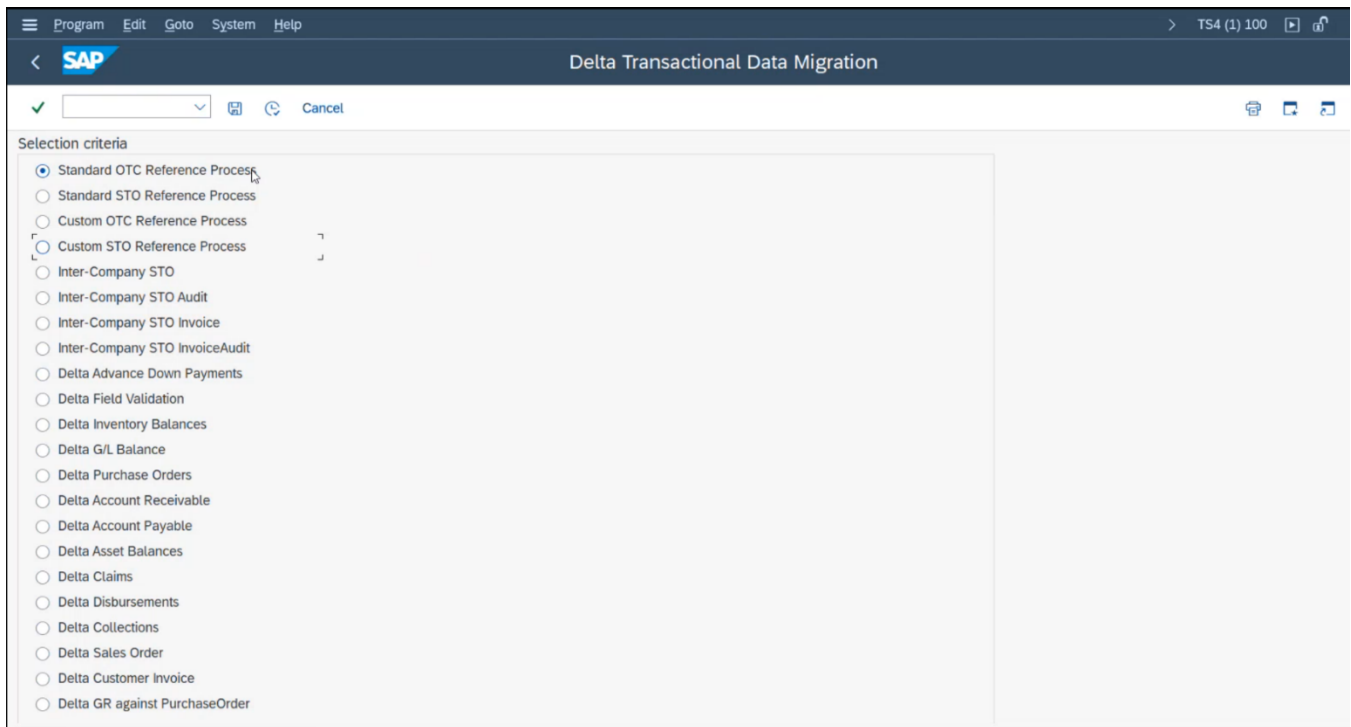 Program Edit Goto System Help TS4 (1) 100
SAP Delta Transactional Data Migration
Cancel
Selection criteria
Standard OTC Reference Process
Standard STO Reference Process
Custom OTC Reference Process
Custom STO Reference Process
Inter-Company STO
Inter-Company STO Audit
Inter-Company STO Invoice
Inter-Company STO InvoiceAudit
Delta Advance Down Payments
Delta Field Validation
Delta Inventory Balances
Delta G/L Balance
Delta Purchase Orders
Delta Account Receivable
Delta Account Payable
Delta Asset Balances
Delta Claims
Delta Disbursements
Delta Collections
Delta Sales Order
Delta Customer Invoice
Delta GR against PurchaseOrder